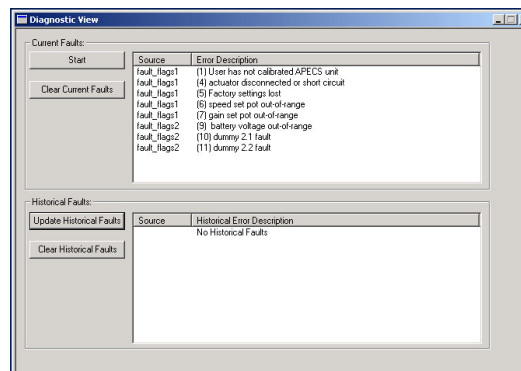 Diagnostic View
Current Faults:
Start
Clear Current Faults
Source Error Description
fault_flags1 (1) User has not calibrated APECS unit
fault_flags1 (4) actuator disconnected or short circuit
fault_flags1 (5) Factory settings lost
fault_flags1 (6) speed set pot out-of-range
fault_flags1 (7) gain set pot out-of-range
fault_flags2 (9) battery voltage out-of-range
fault_flags2 (10) dummy 2.1 fault
fault_flags2 (11) dummy 2.2 fault
Historical Faults:
Update Historical Faults
Clear Historical Faults
Source Historical Error Description
No Historical Faults